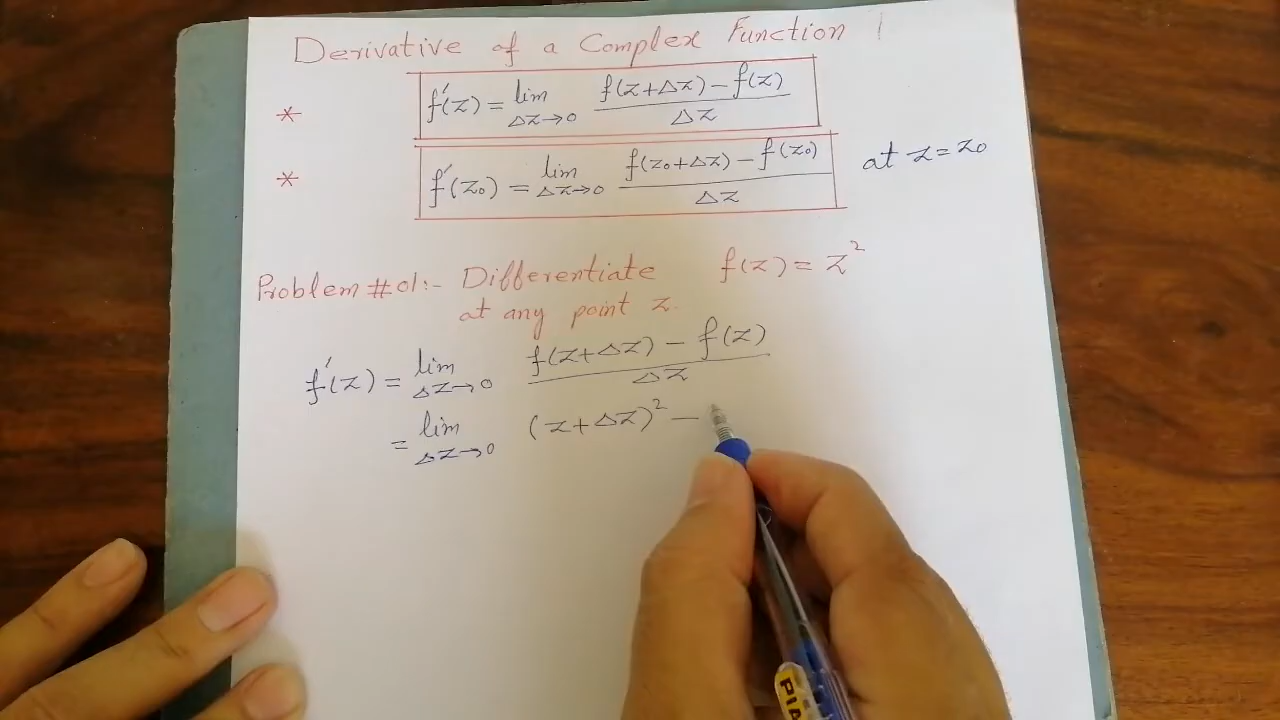 Derivative of a Complex Function
* f'(z) = lim Δz→0 f(z+Δz) − f(z) / Δz
* f'(z₀) = lim Δz→0 f(z₀+Δz) − f(z₀) / Δz at z = z₀
Problem #01:- Differentiate f(z) = z²
at any point z.
f'(z) = lim Δz→0 f(z+Δz) − f(z) / Δz
= lim Δz→0 (z+Δz)² −
PIA